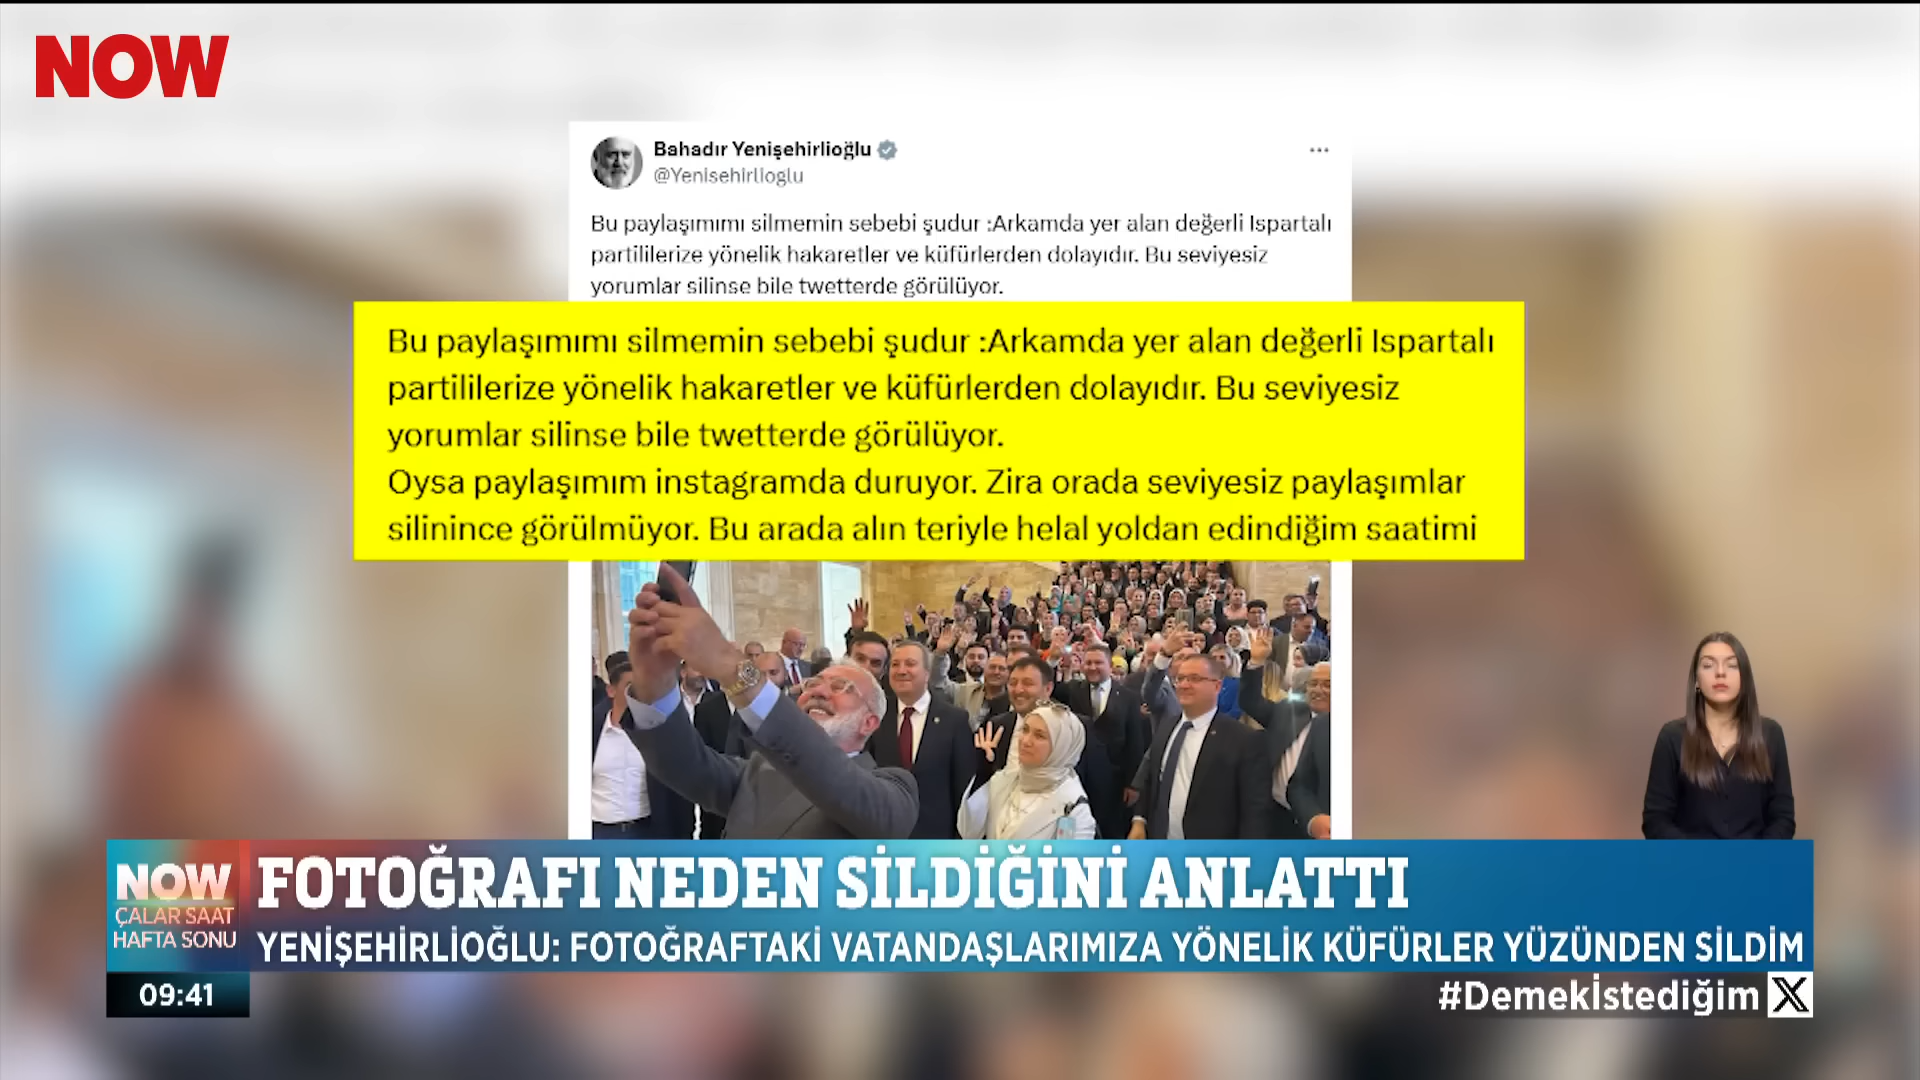 NOW
Bahadır Yenişehirlioğlu
@Yenisehirlioglu
Bu paylaşımımı silmemin sebebi şudur :Arkamda yer alan değerli Ispartalı
partililerize yönelik hakaretler ve küfürlerden dolayıdır. Bu seviyesiz
yorumlar silinse bile twetterde görülüyor.
Bu paylaşımımı silmemin sebebi şudur :Arkamda yer alan değerli Ispartalı
partililerize yönelik hakaretler ve küfürlerden dolayıdır. Bu seviyesiz
yorumlar silinse bile twetterde görülüyor.
Oysa paylaşımım instagramda duruyor. Zira orada seviyesiz paylaşımlar
silinince görülmüyor. Bu arada alın teriyle helal yoldan edindiğim saatimi
NOW
ÇALAR SAAT
HAFTA SONU
FOTOĞRAFI NEDEN SİLDİĞİNİ ANLATTI
YENİŞEHİRLİOĞLU: FOTOĞRAFTAKİ VATANDAŞLARIMIZA YÖNELİK KÜFÜRLER YÜZÜNDEN SİLDİM
09:41
#Demekİstediğim X